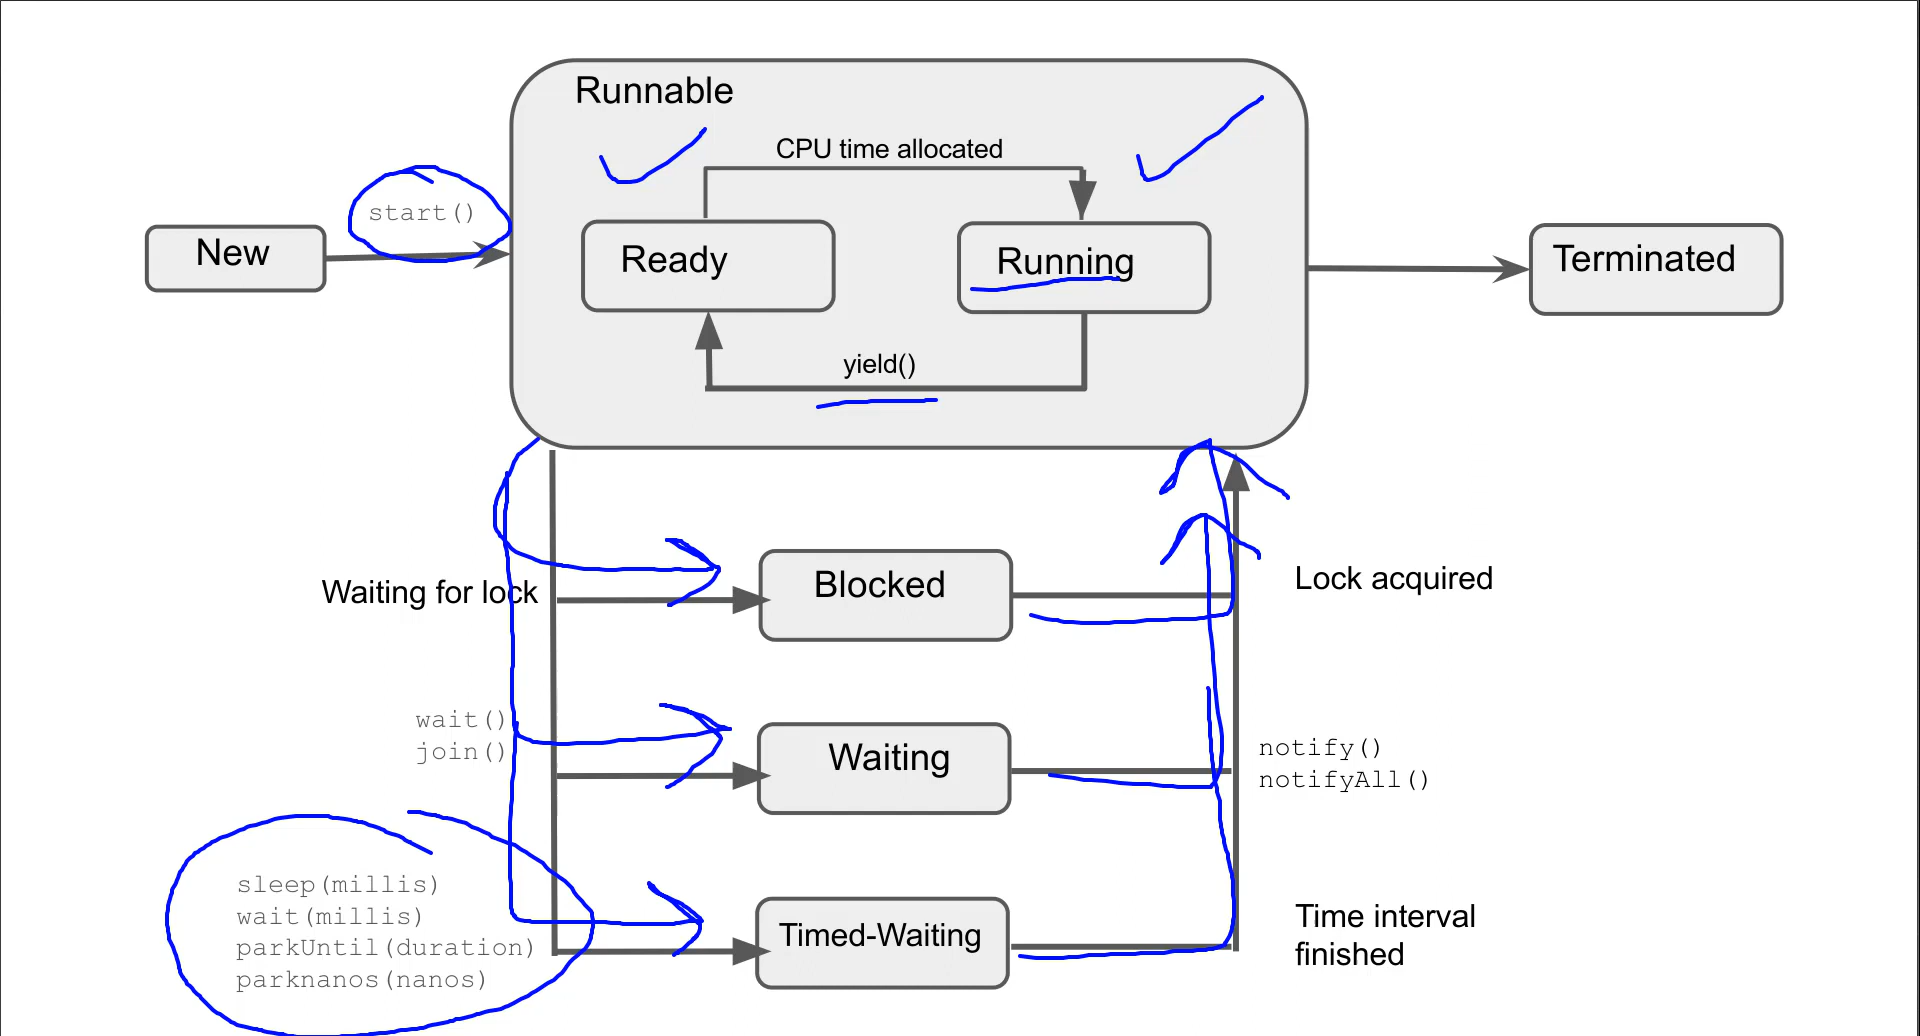 Runnable
CPU time allocated
start()
New
Ready
Running
Terminated
yield()
Waiting for lock
Blocked
Lock acquired
wait()
join()
Waiting
notify()
notifyAll()
sleep(millis)
wait(millis)
parkUntil(duration)
parknanos(nanos)
Timed-Waiting
Time interval
finished